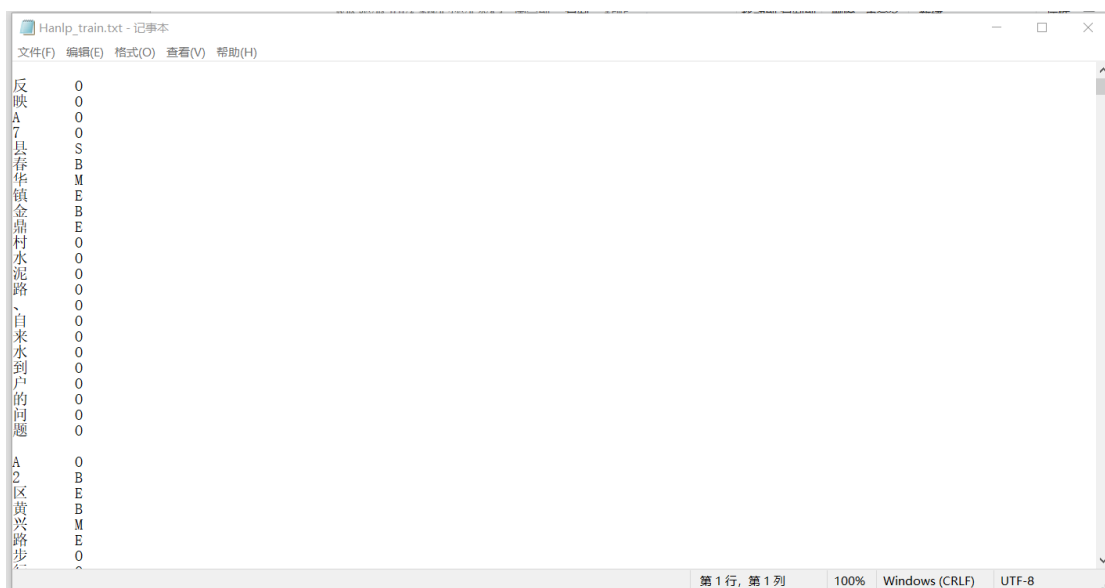 Hanlp_train.txt - 记事本
文件(F) 编辑(E) 格式(O) 查看(V) 帮助(H)
反 O
映 O
A O
7 O
县 S
春 B
华 M
镇 E
金 B
鼎 E
村 O
水 O
泥 O
路 O
、 O
自 O
来 O
水 O
到 O
户 O
的 O
问 O
题 O
A O
2 B
区 E
黄 B
兴 M
路 E
步 O
第 1 行，第 1 列 100% Windows (CRLF) UTF-8